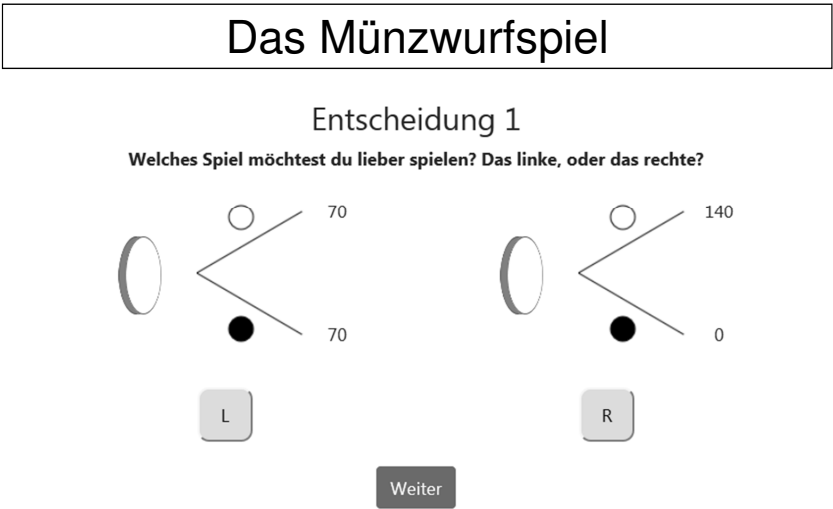 Das Münzwurfspiel
Entscheidung 1
Welches Spiel möchtest du lieber spielen? Das linke, oder das rechte?
70
140
70
0
L
R
Weiter